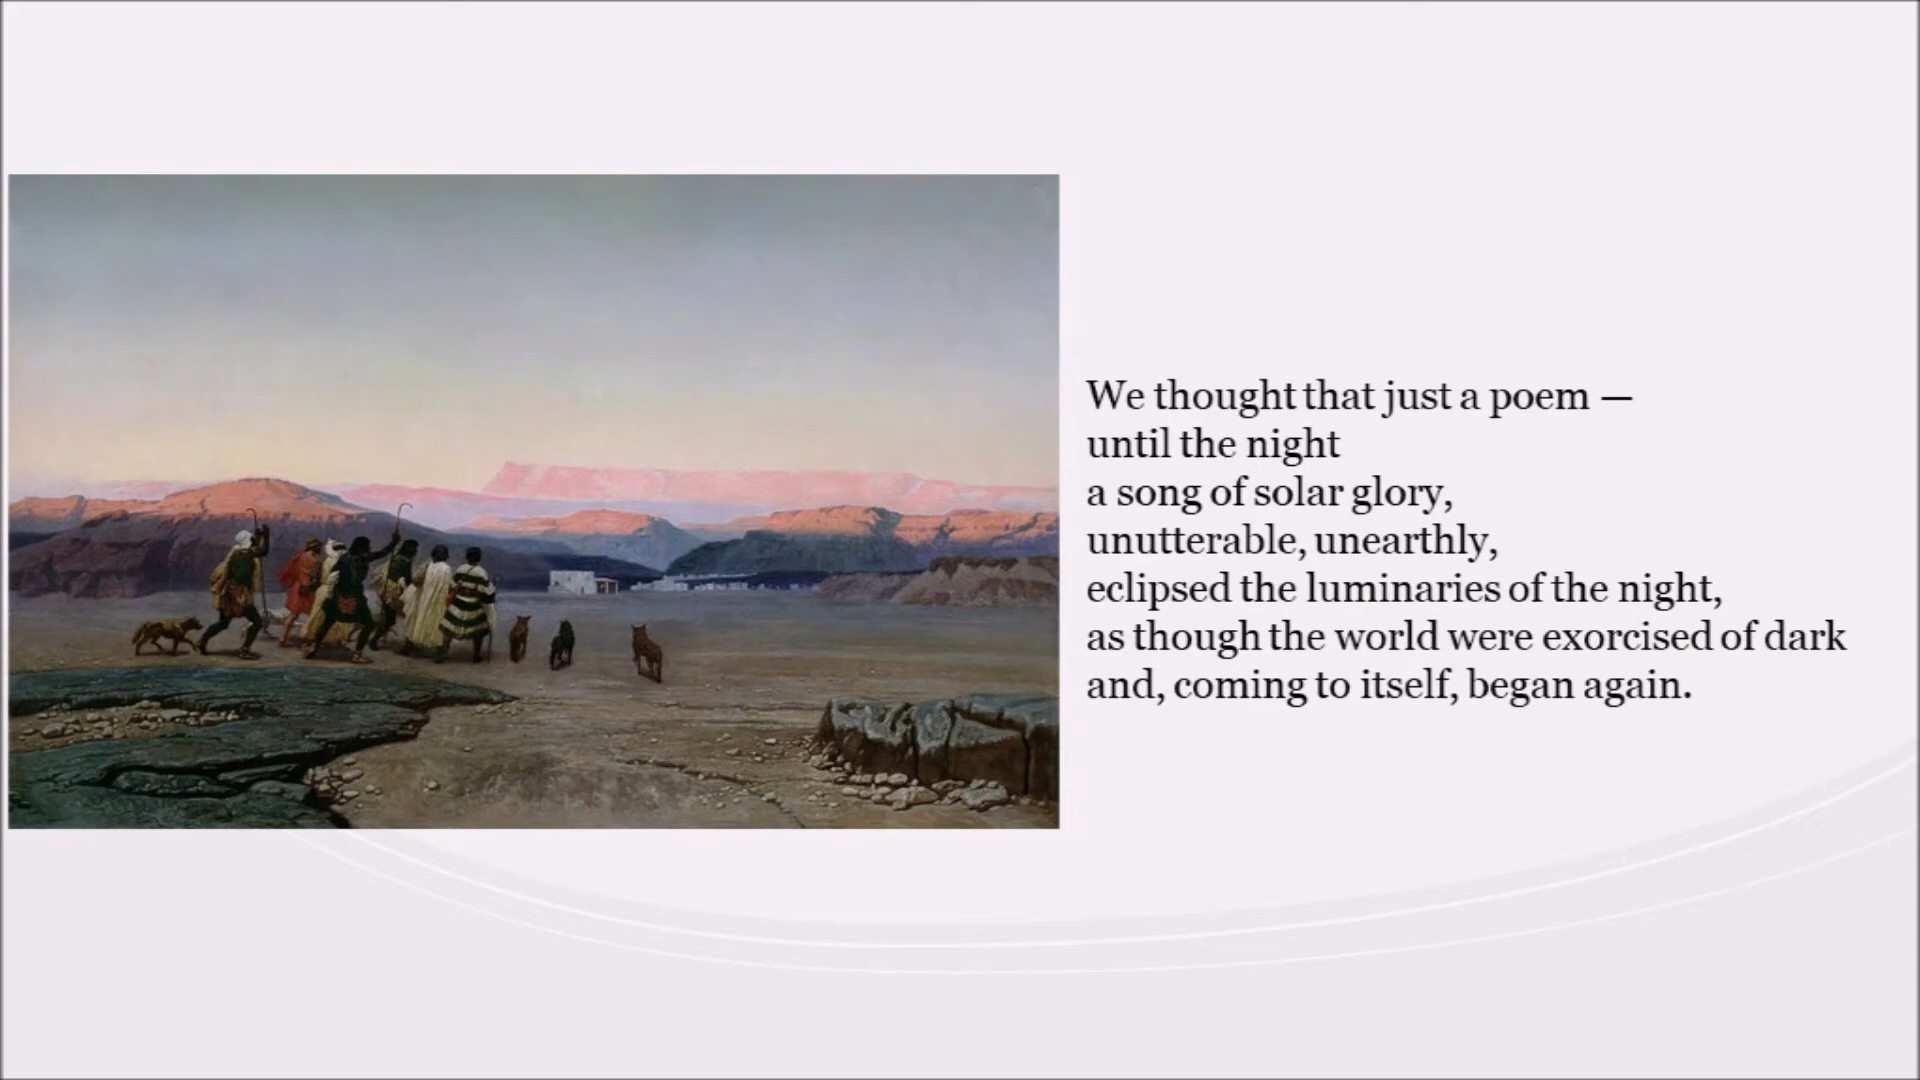 We thought that just a poem —
until the night
a song of solar glory,
unutterable, unearthly,
eclipsed the luminaries of the night,
as though the world were exorcised of dark
and, coming to itself, began again.